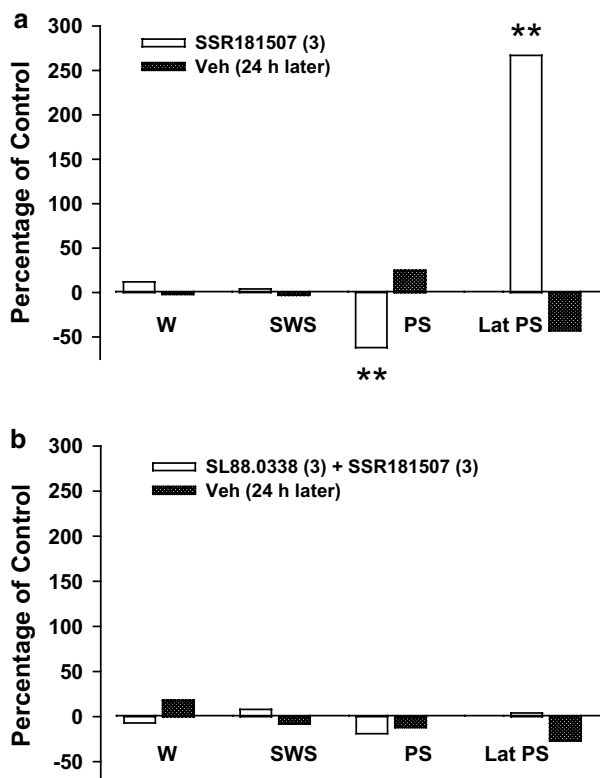 a
300
250
200
150
100
50
0
-50
Percentage of Control
SSR181507 (3)
Veh (24 h later)
**
W SWS PS Lat PS
**
b
300
250
200
150
100
50
0
-50
Percentage of Control
SL88.0338 (3) + SSR181507 (3)
Veh (24 h later)
W SWS PS Lat PS